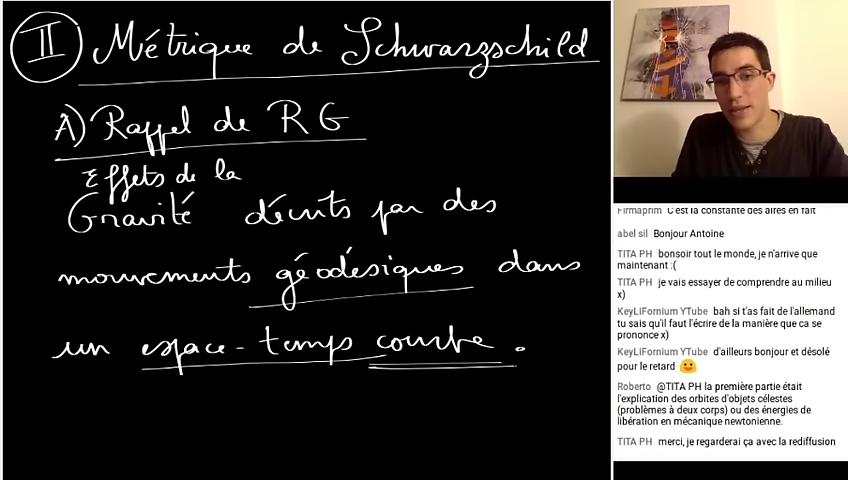 II Métrique de Schwarzschild
A) Rappel de RG
Effets de la
Gravité décrits par des
mouvements géodésiques dans
un espace-temps courbe.
Firmaprim C'est la constante des aires en fait
abel sil Bonjour Antoine
TITA PH bonsoir tout le monde, je n'arrive que
maintenant :(
TITA PH je vais essayer de comprendre au milieu
x)
KeyLiFornium YTube bah si t'as fait de l'allemand
tu sais qu'il faut l'écrire de la manière que ca se
prononce x)
KeyLiFornium YTube d'ailleurs bonjour et désolé
pour le retard
Roberto @TITA PH la première partie était
l'explication des orbites d'objets célestes
(problèmes à deux corps) ou des énergies de
libération en mécanique newtonienne.
TITA PH merci, je regarderai ça avec la rediffusion